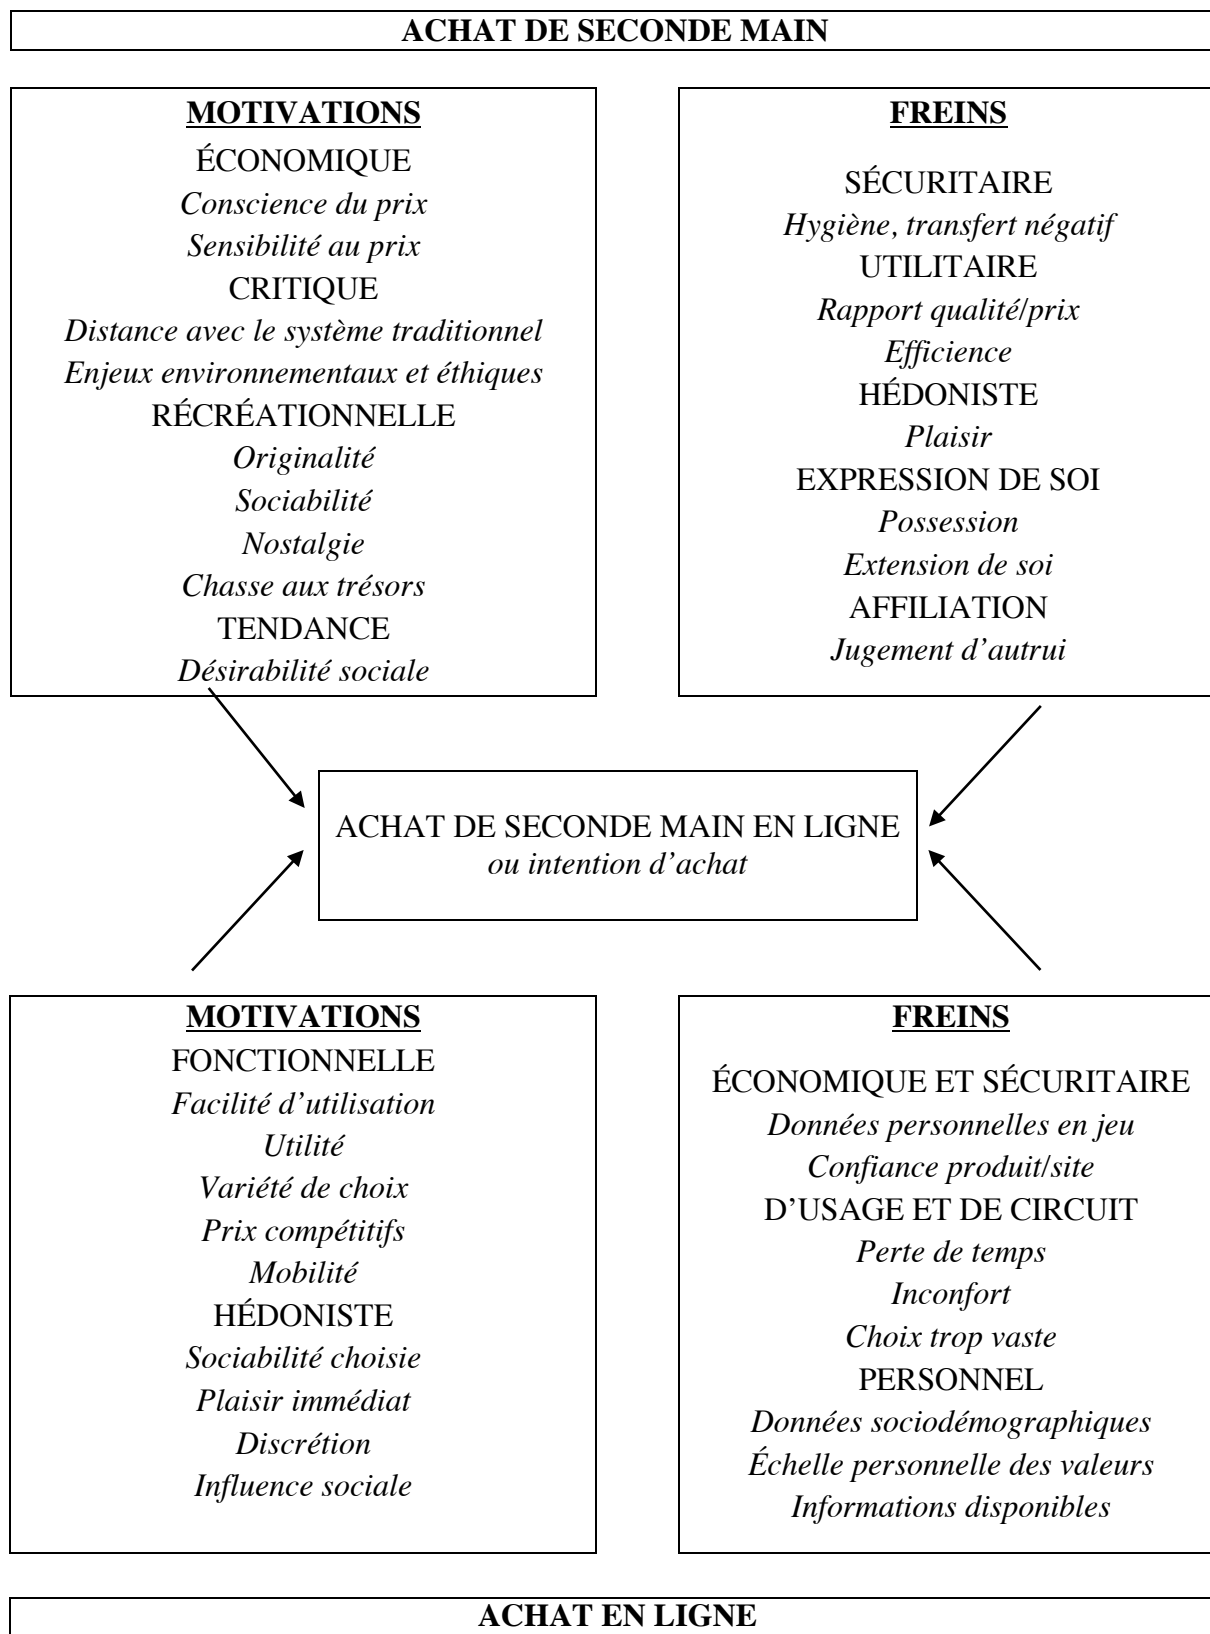 ACHAT DE SECONDE MAIN
MOTIVATIONS
ÉCONOMIQUE
Conscience du prix
Sensibilité au prix
CRITIQUE
Distance avec le système traditionnel
Enjeux environnementaux et éthiques
RÉCRÉATIONNELLE
Originalité
Sociabilité
Nostalgie
Chasse aux trésors
TENDANCE
Désirabilité sociale
FREINS
SÉCURITAIRE
Hygiène, transfert négatif
UTILITAIRE
Rapport qualité/prix
Efficience
HÉDONISTE
Plaisir
EXPRESSION DE SOI
Possession
Extension de soi
AFFILIATION
Jugement d’autrui
ACHAT DE SECONDE MAIN EN LIGNE
ou intention d’achat
MOTIVATIONS
FONCTIONNELLE
Facilité d’utilisation
Utilité
Variété de choix
Prix compétitifs
Mobilité
HÉDONISTE
Sociabilité choisie
Plaisir immédiat
Discrétion
Influence sociale
FREINS
ÉCONOMIQUE ET SÉCURITAIRE
Données personnelles en jeu
Confiance produit/site
D’USAGE ET DE CIRCUIT
Perte de temps
Inconfort
Choix trop vaste
PERSONNEL
Données sociodémographiques
Échelle personnelle des valeurs
Informations disponibles
ACHAT EN LIGNE